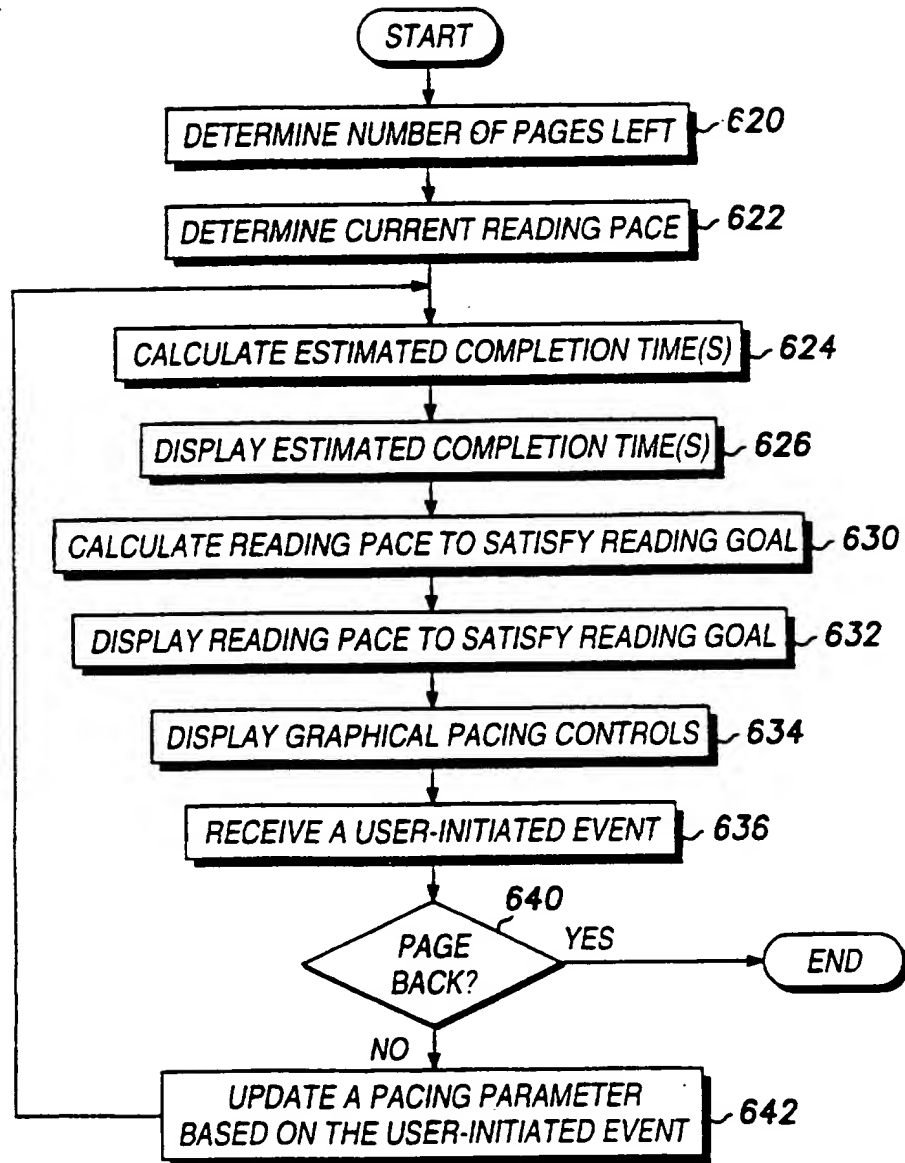 START
DETERMINE NUMBER OF PAGES LEFT 620
DETERMINE CURRENT READING PACE 622
CALCULATE ESTIMATED COMPLETION TIME(S) 624
DISPLAY ESTIMATED COMPLETION TIME(S) 626
CALCULATE READING PACE TO SATISFY READING GOAL 630
DISPLAY READING PACE TO SATISFY READING GOAL 632
DISPLAY GRAPHICAL PACING CONTROLS 634
RECEIVE A USER-INITIATED EVENT 636
640
PAGE
BACK?
YES
END
NO
UPDATE A PACING PARAMETER
BASED ON THE USER-INITIATED EVENT 642